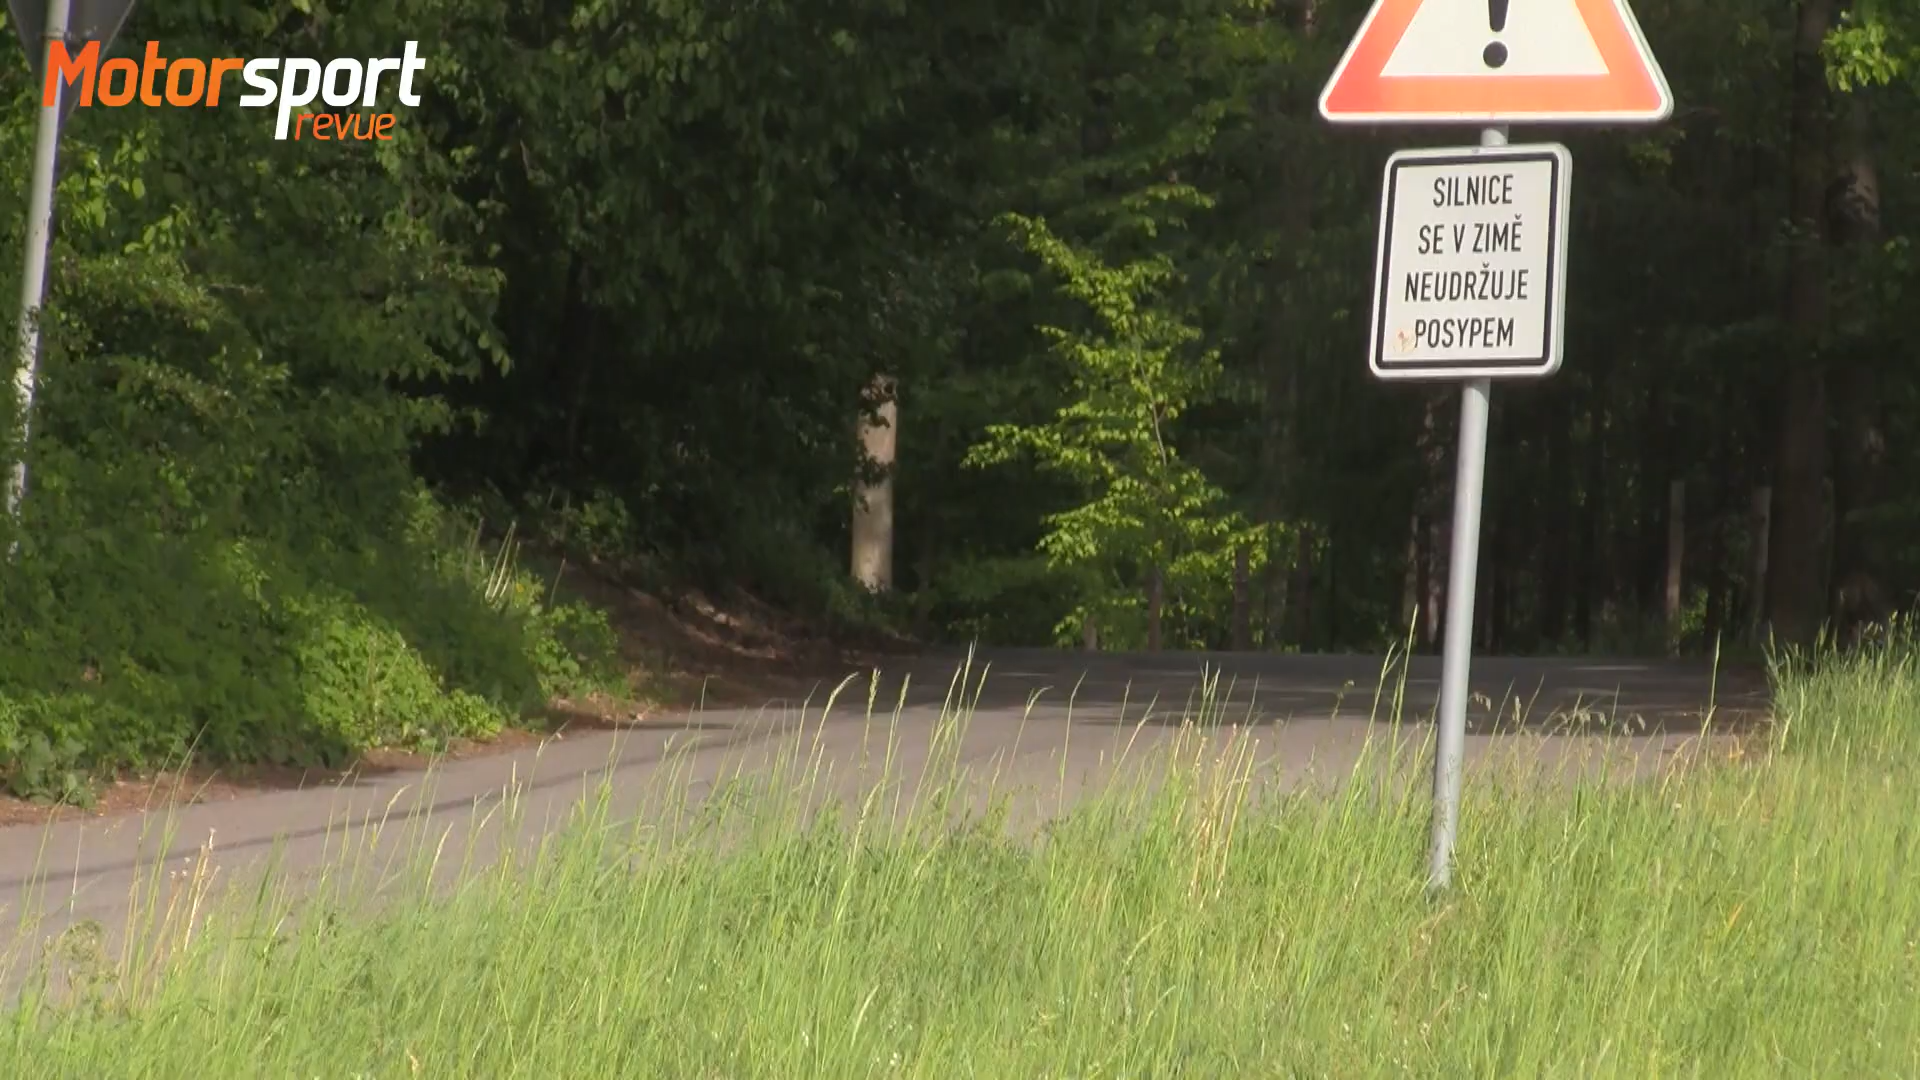 Motorsport
revue
SILNICE
SE V ZIMĚ
NEUDRŽUJE
POSYPEM